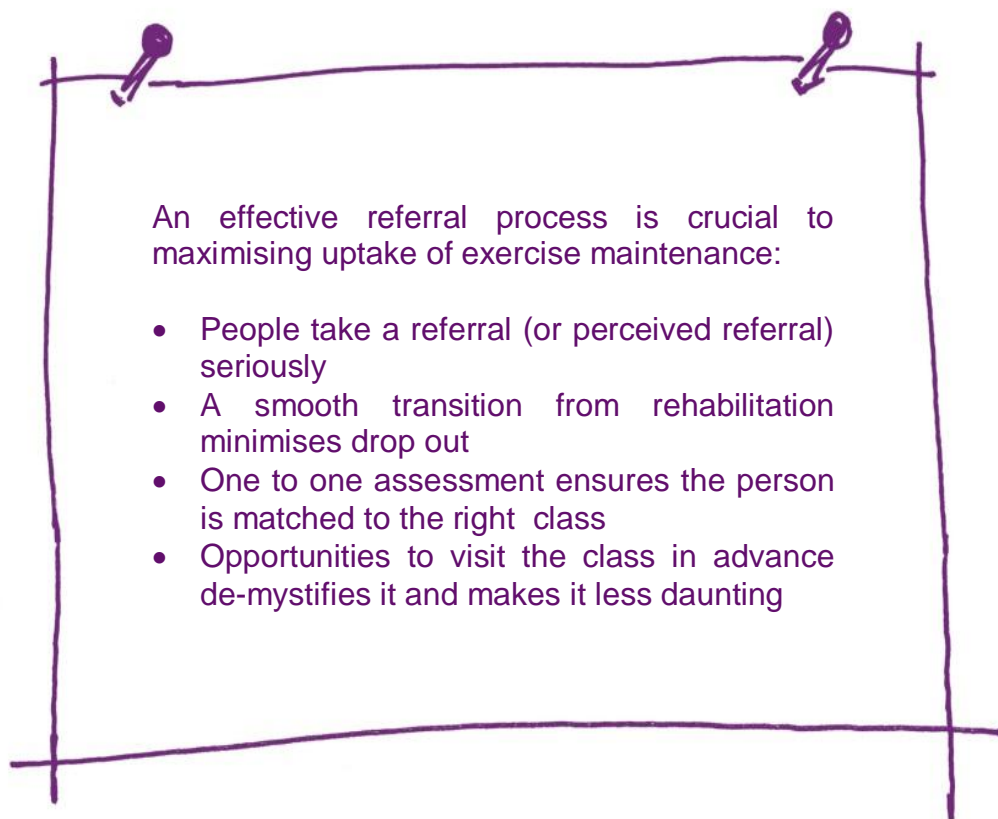 An effective referral process is crucial to
maximising uptake of exercise maintenance:
• People take a referral (or perceived referral)
seriously
• A smooth transition from rehabilitation
minimises drop out
• One to one assessment ensures the person
is matched to the right class
• Opportunities to visit the class in advance
de-mystifies it and makes it less daunting